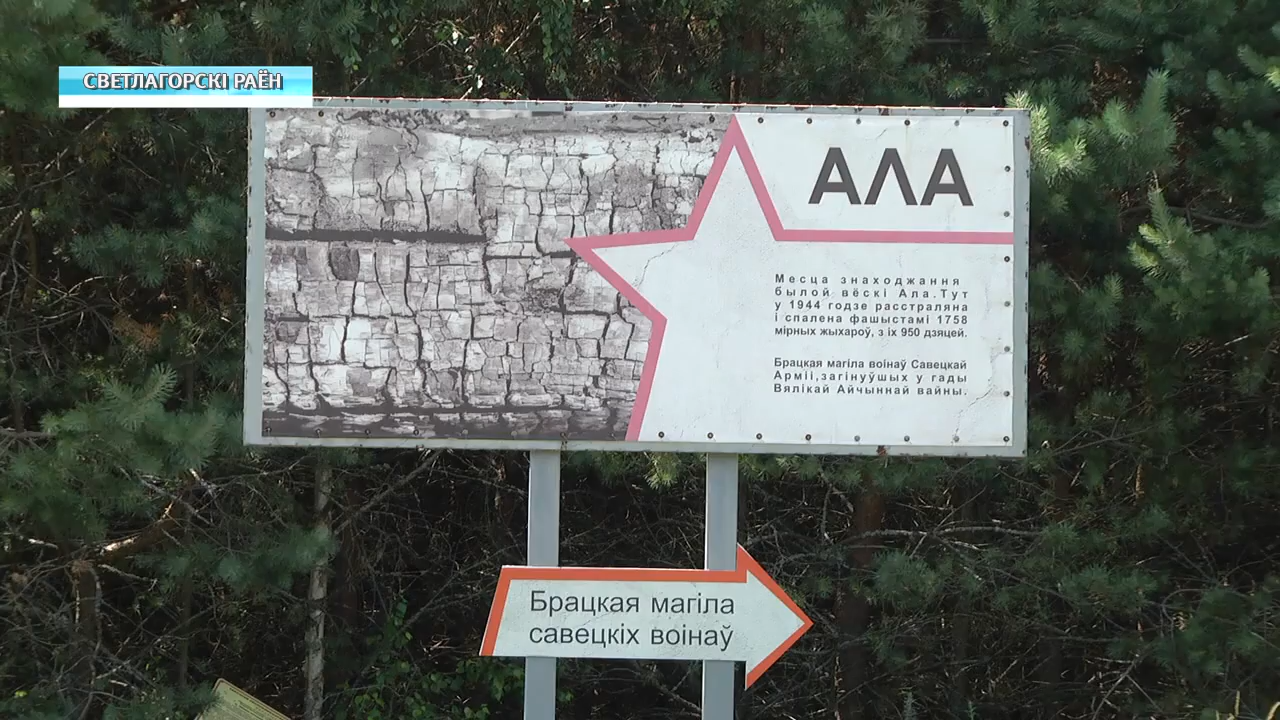 СВЕТЛАГОРСКІ РАЁН
АЛА
Месца знаходжання
былой вёскі Ала. Тут
у 1944 годзе расстраляна
і спалена фашыстамі 1758
мірных жыхароў, з іх 950 дзяцей.
Брацкая магіла воінаў Савецкай
Арміі, загінуўшых у гады
Вялікай Айчыннай вайны.
Брацкая магіла
савецкіх воінаў